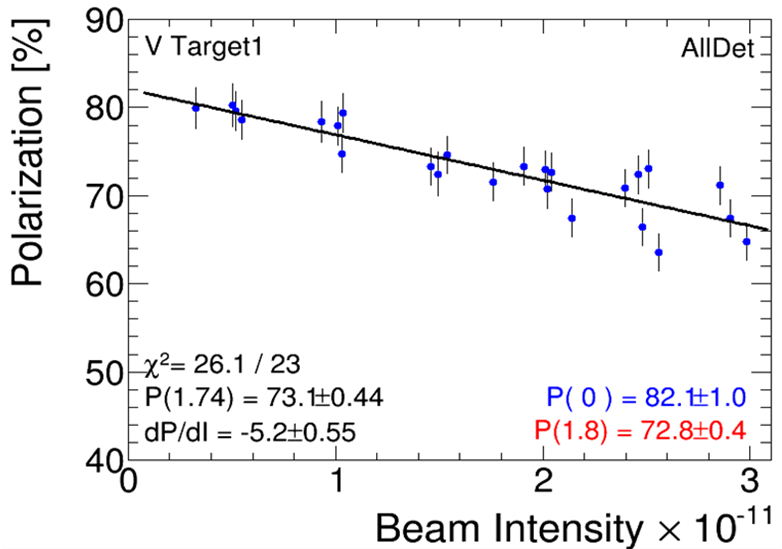 Polarization [%]
90
80
70
60
50
40
V Target1
AllDet
χ²= 26.1 / 23
P(1.74) = 73.1±0.44
dP/dI = -5.2±0.55
P( 0 ) = 82.1±1.0
P(1.8) = 72.8±0.4
0 1 2 3
Beam Intensity × 10⁻¹¹